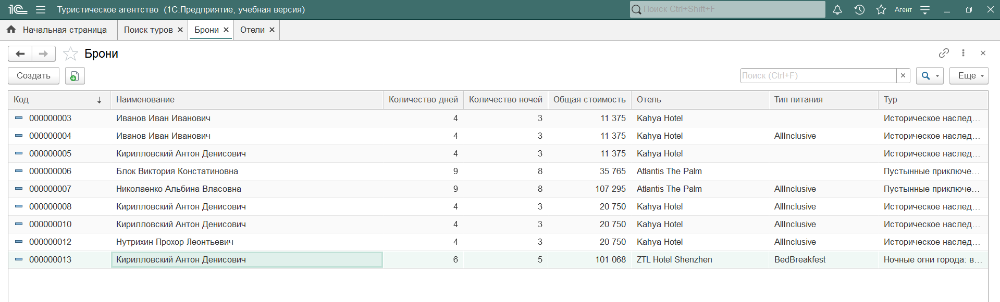 1С Туристическое агентство (1С:Предприятие, учебная версия) Поиск Ctrl+Shift+F Агент
Начальная страница Поиск туров Брони Отели
Брони
Создать Поиск (Ctrl+F) Еще
Код Наименование Количество дней Количество ночей Общая стоимость Отель Тип питания Тур
000000003 Иванов Иван Иванович 4 3 11 375 Kahya Hotel Историческое наслед...
000000004 Иванов Иван Иванович 4 3 11 375 Kahya Hotel AllInclusive Историческое наслед...
000000005 Кирилловский Антон Денисович 4 3 11 375 Kahya Hotel Историческое наслед...
000000006 Блок Виктория Констатиновна 9 8 35 765 Atlantis The Palm Пустынные приключе...
000000007 Николаенко Альбина Власовна 9 8 107 295 Atlantis The Palm AllInclusive Пустынные приключе...
000000008 Кирилловский Антон Денисович 4 3 20 750 Kahya Hotel AllInclusive Историческое наслед...
000000010 Кирилловский Антон Денисович 4 3 20 750 Kahya Hotel AllInclusive Историческое наслед...
000000012 Нутрихин Прохор Леонтьевич 4 3 20 750 Kahya Hotel AllInclusive Историческое наслед...
000000013 Кирилловский Антон Денисович 6 5 101 068 ZTL Hotel Shenzhen BedBreakfest Ночные огни города: в...